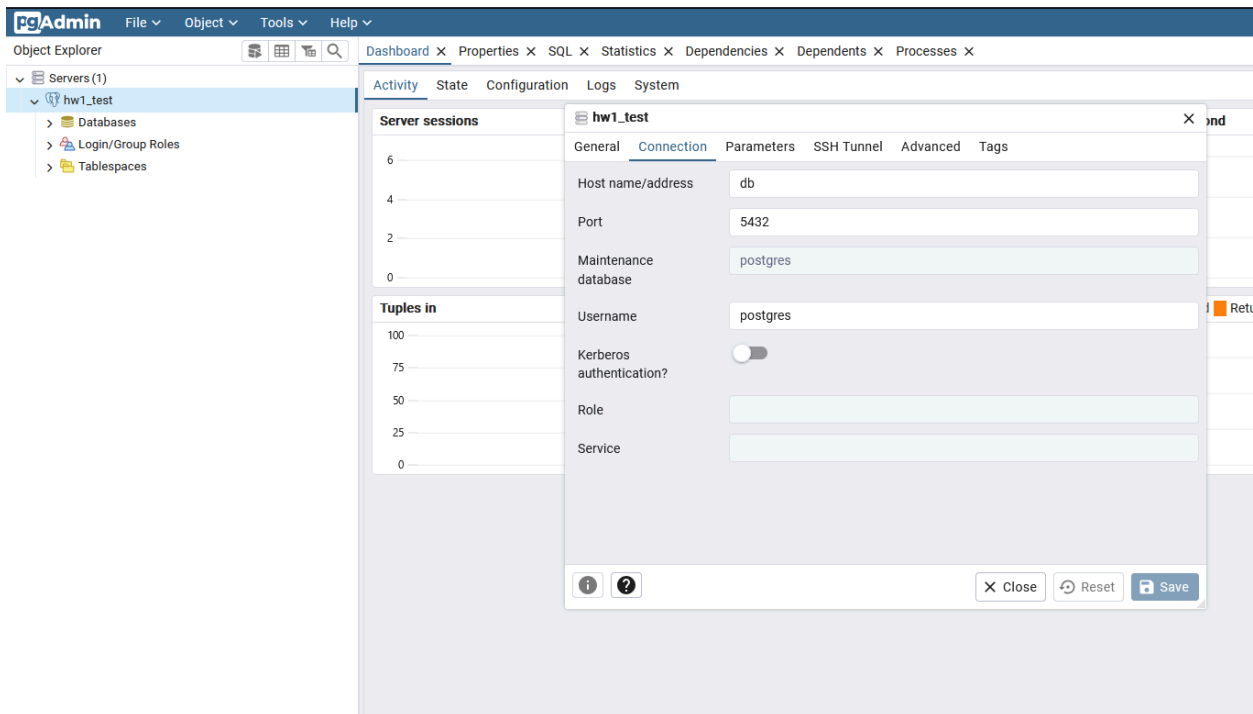 pgAdmin File Object Tools Help
Object Explorer
Dashboard Properties SQL Statistics Dependencies Dependents Processes
Servers (1)
hw1_test
Databases
Login/Group Roles
Tablespaces
Activity State Configuration Logs System
Server sessions
6
4
2
0
Tuples in
100
75
50
25
0
hw1_test
General Connection Parameters SSH Tunnel Advanced Tags
Host name/address db
Port 5432
Maintenance database postgres
Username postgres
Kerberos authentication?
Role
Service
Close Reset Save